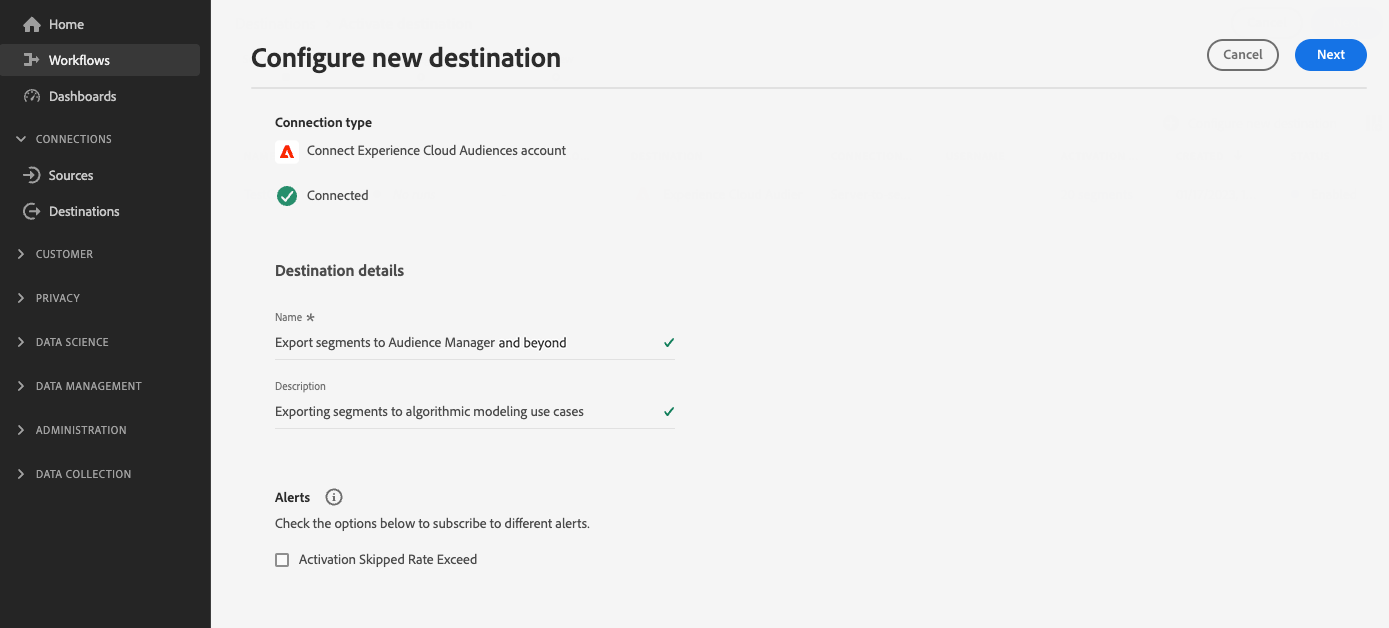 Home
Workflows
Dashboards
CONNECTIONS
Sources
Destinations
CUSTOMER
PRIVACY
DATA SCIENCE
DATA MANAGEMENT
ADMINISTRATION
DATA COLLECTION
Configure new destination
Cancel
Next
Connection type
Connect Experience Cloud Audiences account
Connected
Destination details
Name *
Export segments to Audience Manager and beyond
Description
Exporting segments to algorithmic modeling use cases
Alerts
Check the options below to subscribe to different alerts.
Activation Skipped Rate Exceed